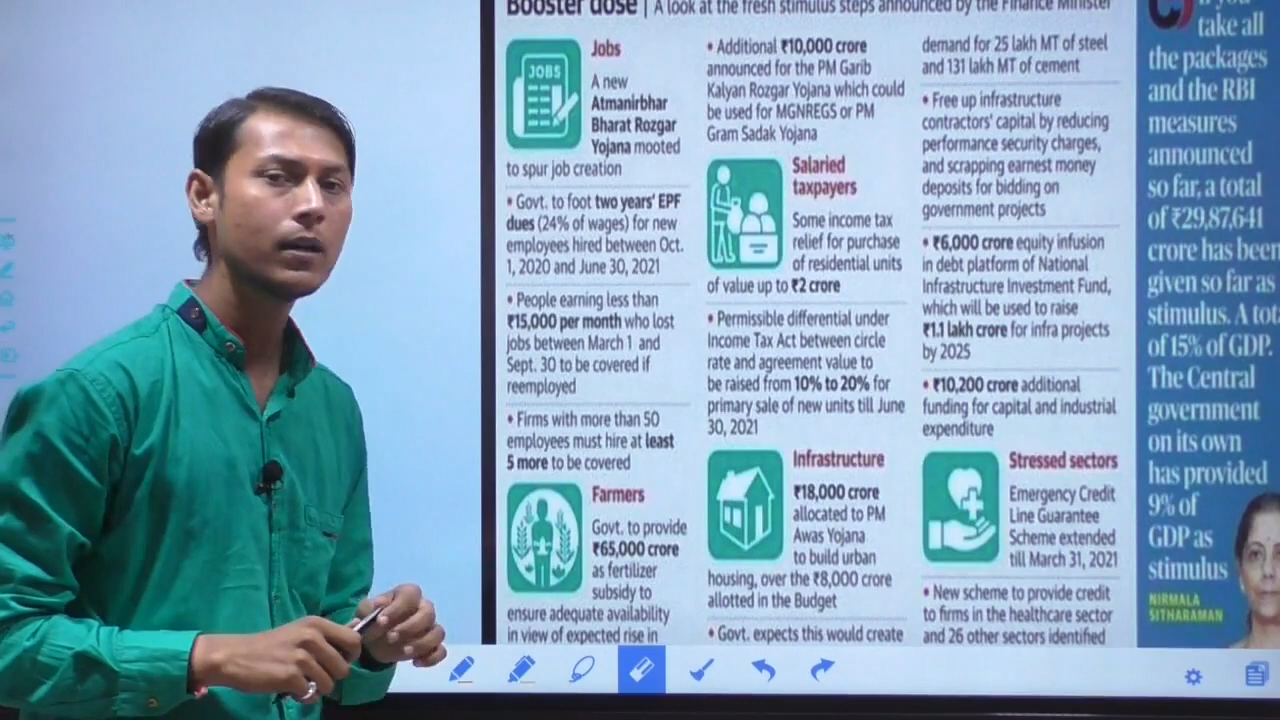 Booster dose | A look at the fresh stimulus steps announced by the Finance Minister
Jobs
JOBS
A new
Atmanirbhar
Bharat Rozgar
Yojana mooted
to spur job creation
• Govt. to foot two years' EPF
dues (24% of wages) for new
employees hired between Oct.
1, 2020 and June 30, 2021
• People earning less than
₹15,000 per month who lost
jobs between March 1 and
Sept. 30 to be covered if
reemployed
• Firms with more than 50
employees must hire at least
5 more to be covered
Farmers
Govt. to provide
₹65,000 crore
as fertilizer
subsidy to
ensure adequate availability
in view of expected rise in
• Additional ₹10,000 crore
announced for the PM Garib
Kalyan Rozgar Yojana which could
be used for MGNREGS or PM
Gram Sadak Yojana
Salaried
taxpayers
Some income tax
relief for purchase
of residential units
of value up to ₹2 crore
• Permissible differential under
Income Tax Act between circle
rate and agreement value to
be raised from 10% to 20% for
primary sale of new units till June
30, 2021
Infrastructure
₹18,000 crore
allocated to PM
Awas Yojana
to build urban
housing, over the ₹8,000 crore
allotted in the Budget
• Govt. expects this would create
demand for 25 lakh MT of steel
and 131 lakh MT of cement
• Free up infrastructure
contractors' capital by reducing
performance security charges,
and scrapping earnest money
deposits for bidding on
government projects
• ₹6,000 crore equity infusion
in debt platform of National
Infrastructure Investment Fund,
which will be used to raise
₹1.1 lakh crore for infra projects
by 2025
• ₹10,200 crore additional
funding for capital and industrial
expenditure
Stressed sectors
Emergency Credit
Line Guarantee
Scheme extended
till March 31, 2021
• New scheme to provide credit
to firms in the healthcare sector
and 26 other sectors identified
If you
take all
the packages
and the RBI
measures
announced
so far, a total
of ₹29,87,641
crore has been
given so far as
stimulus. A tota
of 15% of GDP.
The Central
government
on its own
has provided
9% of
GDP as
stimulus
NIRMALA
SITHARAMAN